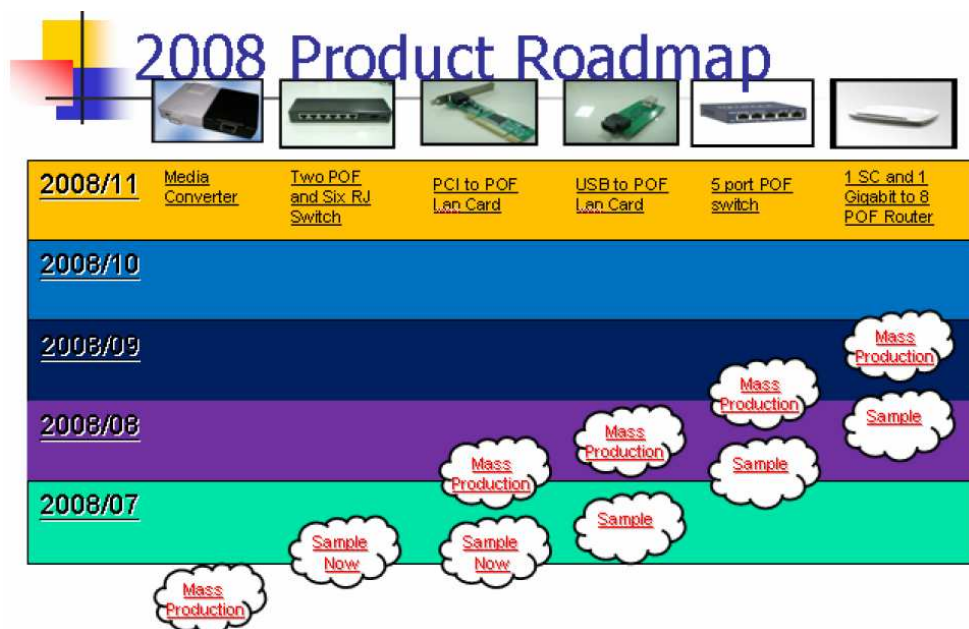 2008 Product Roadmap
2008/11
Media
Converter
Two POF
and Six RJ
Switch
PCI to POF
Lan Card
USB to POF
Lan Card
5 port POF
switch
1 SC and 1
Gigabit to 8
POF Router
2008/10
2008/09
Mass
Production
Mass
Production
2008/08
Sample
Mass
Production
Sample
Mass
Production
2008/07
Sample
Sample
Now
Sample
Now
Mass
Production